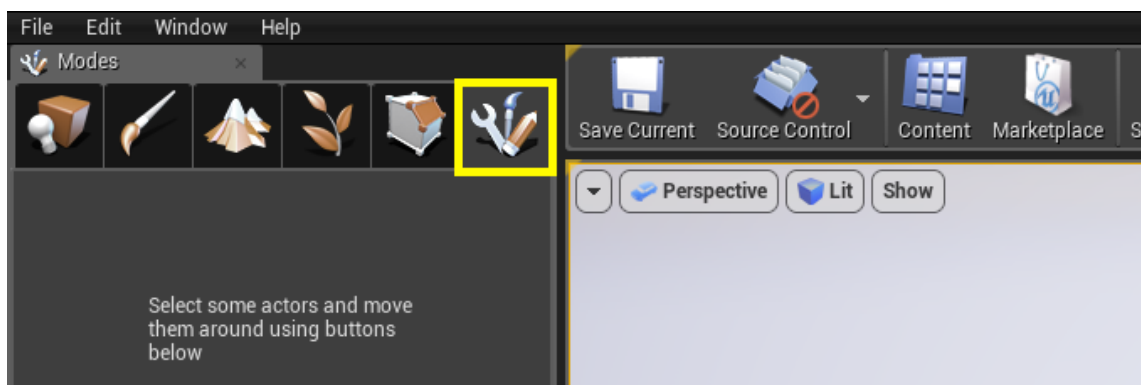 File Edit Window Help
Modes
Save Current Source Control Content Marketplace
Perspective Lit Show
Select some actors and move
them around using buttons
below